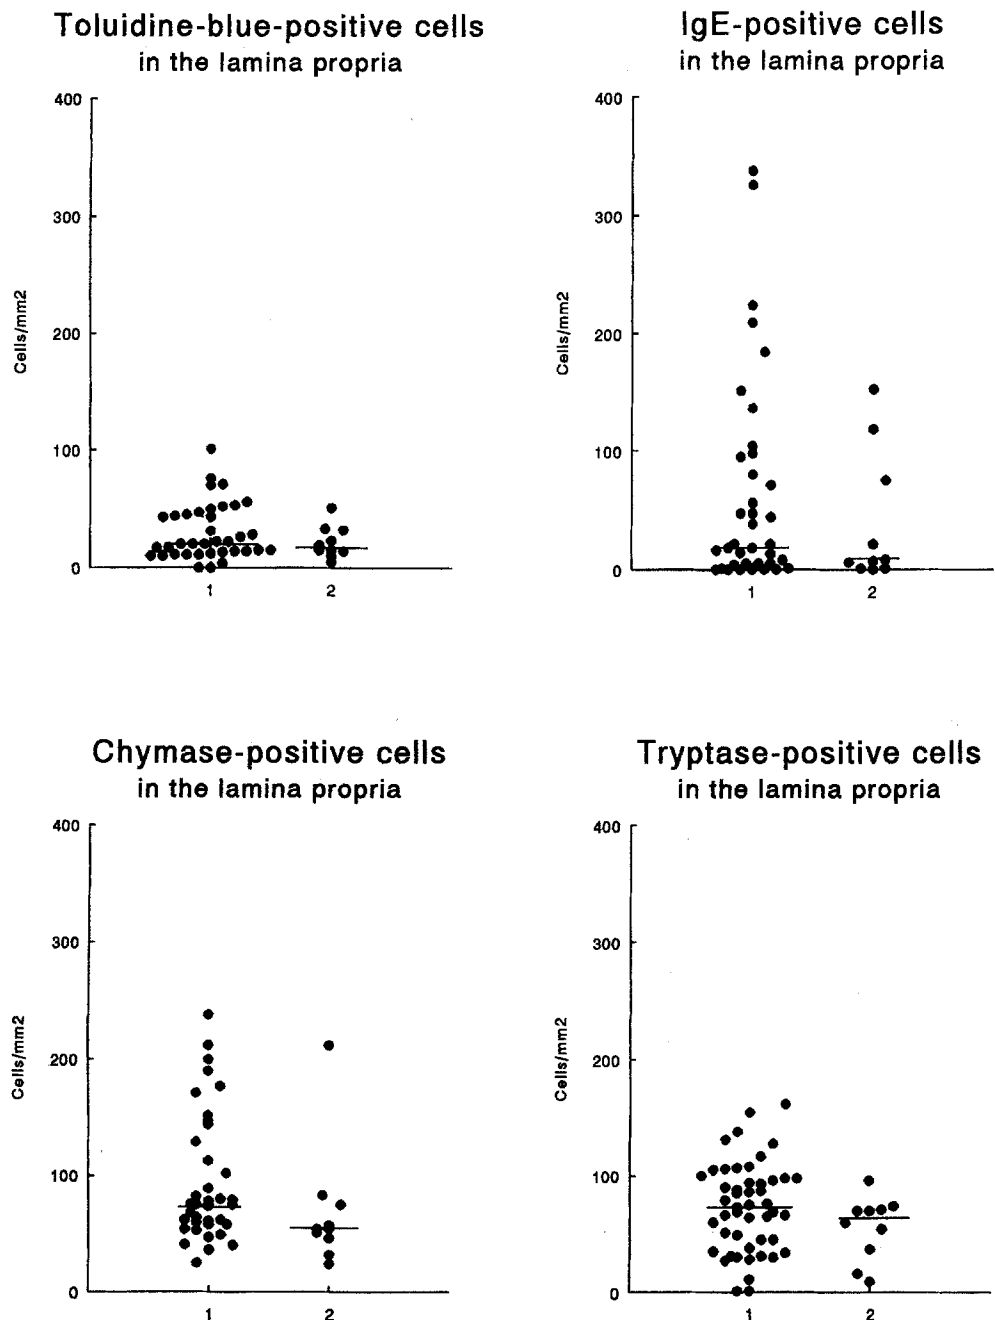 Toluidine-blue-positive cells
in the lamina propria
400
300
200
100
0
Cells/mm2
1
2
IgE-positive cells
in the lamina propria
400
300
200
100
0
Cells/mm2
1
2
Chymase-positive cells
in the lamina propria
400
300
200
100
0
Cells/mm2
1
2
Tryptase-positive cells
in the lamina propria
400
300
200
100
0
Cells/mm2
1
2